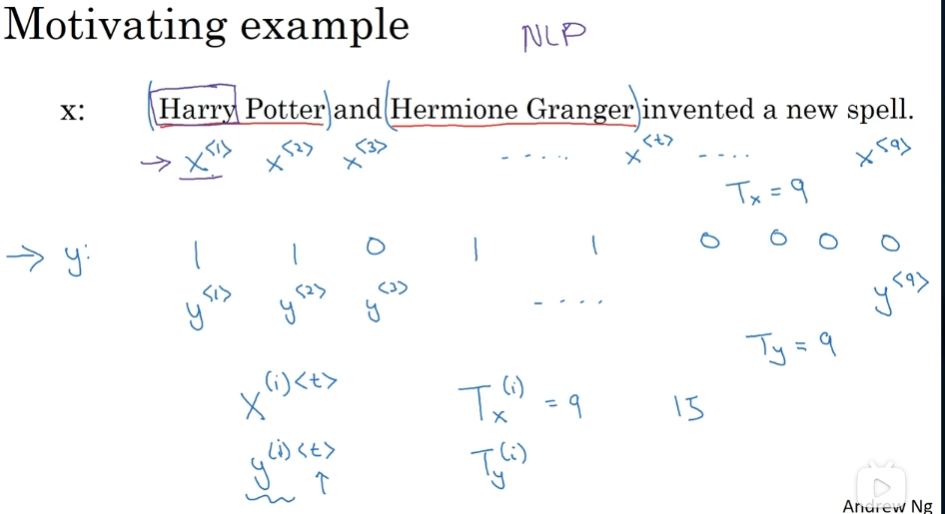 Motivating example NLP
x: Harry Potter and Hermione Granger invented a new spell.
→ x^<1> x^<2> x^<3> ..... x^<t> .... x^<9>
T_x = 9
→ y: 1 1 0 1 1 0 0 0 0
y^<1> y^<2> y^<3> ..... y^<9>
T_y = 9
X^(i)<t> T_x^(i) = 9 15
y^(i)<t> T_y^(i)
↑
Andrew Ng